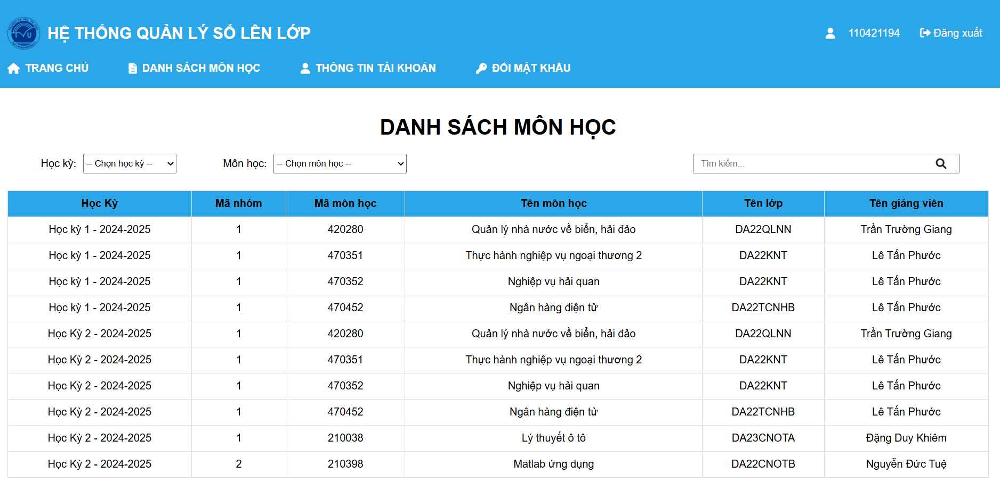 TRƯỜNG ĐẠI HỌC TRÀ VINH
TVU
TRA VINH UNIVERSITY
HỆ THỐNG QUẢN LÝ SỔ LÊN LỚP
110421194 Đăng xuất
TRANG CHỦ DANH SÁCH MÔN HỌC THÔNG TIN TÀI KHOẢN ĐỔI MẬT KHẨU
DANH SÁCH MÔN HỌC
Học kỳ: -- Chọn học kỳ -- Môn học: -- Chọn môn học -- Tìm kiếm...
Học Kỳ Mã nhóm Mã môn học Tên môn học Tên lớp Tên giảng viên
Học kỳ 1 - 2024-2025 1 420280 Quản lý nhà nước về biển, hải đảo DA22QLNN Trần Trường Giang
Học kỳ 1 - 2024-2025 1 470351 Thực hành nghiệp vụ ngoại thương 2 DA22KNT Lê Tấn Phước
Học kỳ 1 - 2024-2025 1 470352 Nghiệp vụ hải quan DA22KNT Lê Tấn Phước
Học kỳ 1 - 2024-2025 1 470452 Ngân hàng điện tử DA22TCNHB Lê Tấn Phước
Học Kỳ 2 - 2024-2025 1 420280 Quản lý nhà nước về biển, hải đảo DA22QLNN Trần Trường Giang
Học Kỳ 2 - 2024-2025 1 470351 Thực hành nghiệp vụ ngoại thương 2 DA22KNT Lê Tấn Phước
Học Kỳ 2 - 2024-2025 1 470352 Nghiệp vụ hải quan DA22KNT Lê Tấn Phước
Học Kỳ 2 - 2024-2025 1 470452 Ngân hàng điện tử DA22TCNHB Lê Tấn Phước
Học Kỳ 2 - 2024-2025 1 210038 Lý thuyết ô tô DA23CNOTA Đặng Duy Khiêm
Học Kỳ 2 - 2024-2025 2 210398 Matlab ứng dụng DA22CNOTB Nguyễn Đức Tuệ